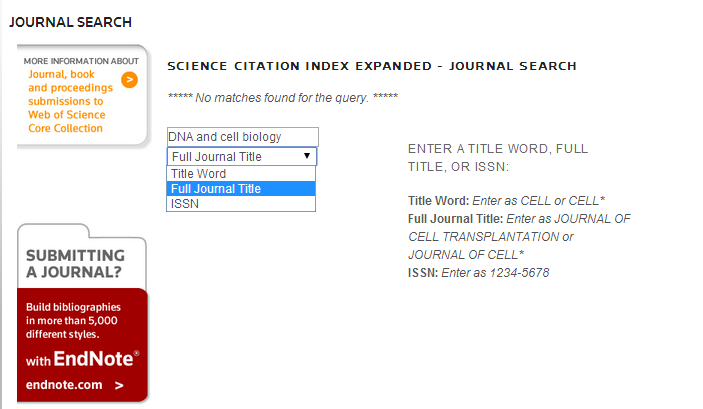 JOURNAL SEARCH
MORE INFORMATION ABOUT
Journal, book
and proceedings
submissions to
Web of Science
Core Collection
>
SCIENCE CITATION INDEX EXPANDED - JOURNAL SEARCH
***** No matches found for the query. *****
DNA and cell biology
Full Journal Title
Title Word
Full Journal Title
ISSN
ENTER A TITLE WORD, FULL
TITLE, OR ISSN:
Title Word: Enter as CELL or CELL*
Full Journal Title: Enter as JOURNAL OF
CELL TRANSPLANTATION or
JOURNAL OF CELL*
ISSN: Enter as 1234-5678
SUBMITTING
A JOURNAL?
Build bibliographies
in more than 5,000
different styles.
with EndNote®
endnote.com >